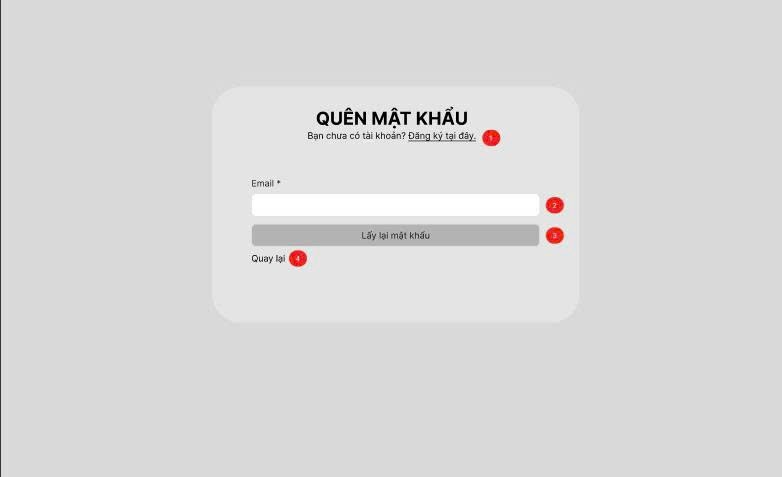 QUÊN MẬT KHẨU
Bạn chưa có tài khoản? Đăng ký tại đây. 1
Email *
2
Lấy lại mật khẩu 3
Quay lại 4